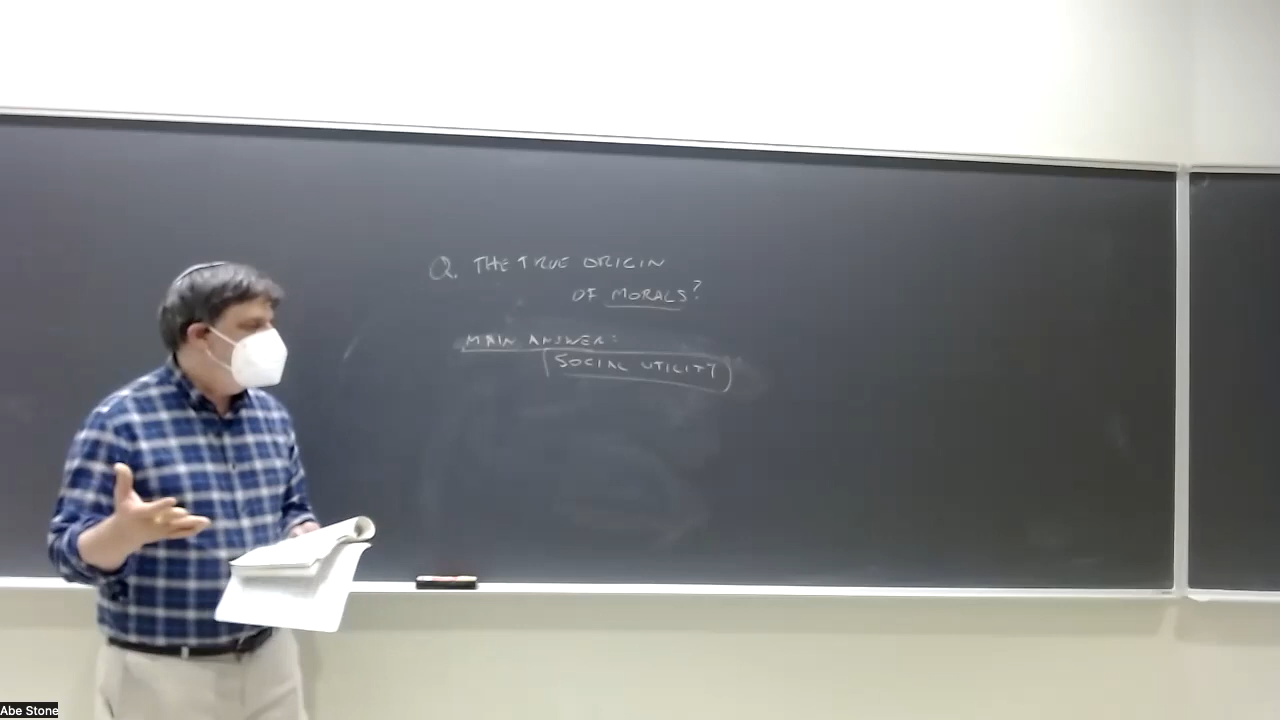 Q. THE TRUE ORIGIN
OF MORALS?
MAIN ANSWER:
SOCIAL UTILITY
Abe Stone